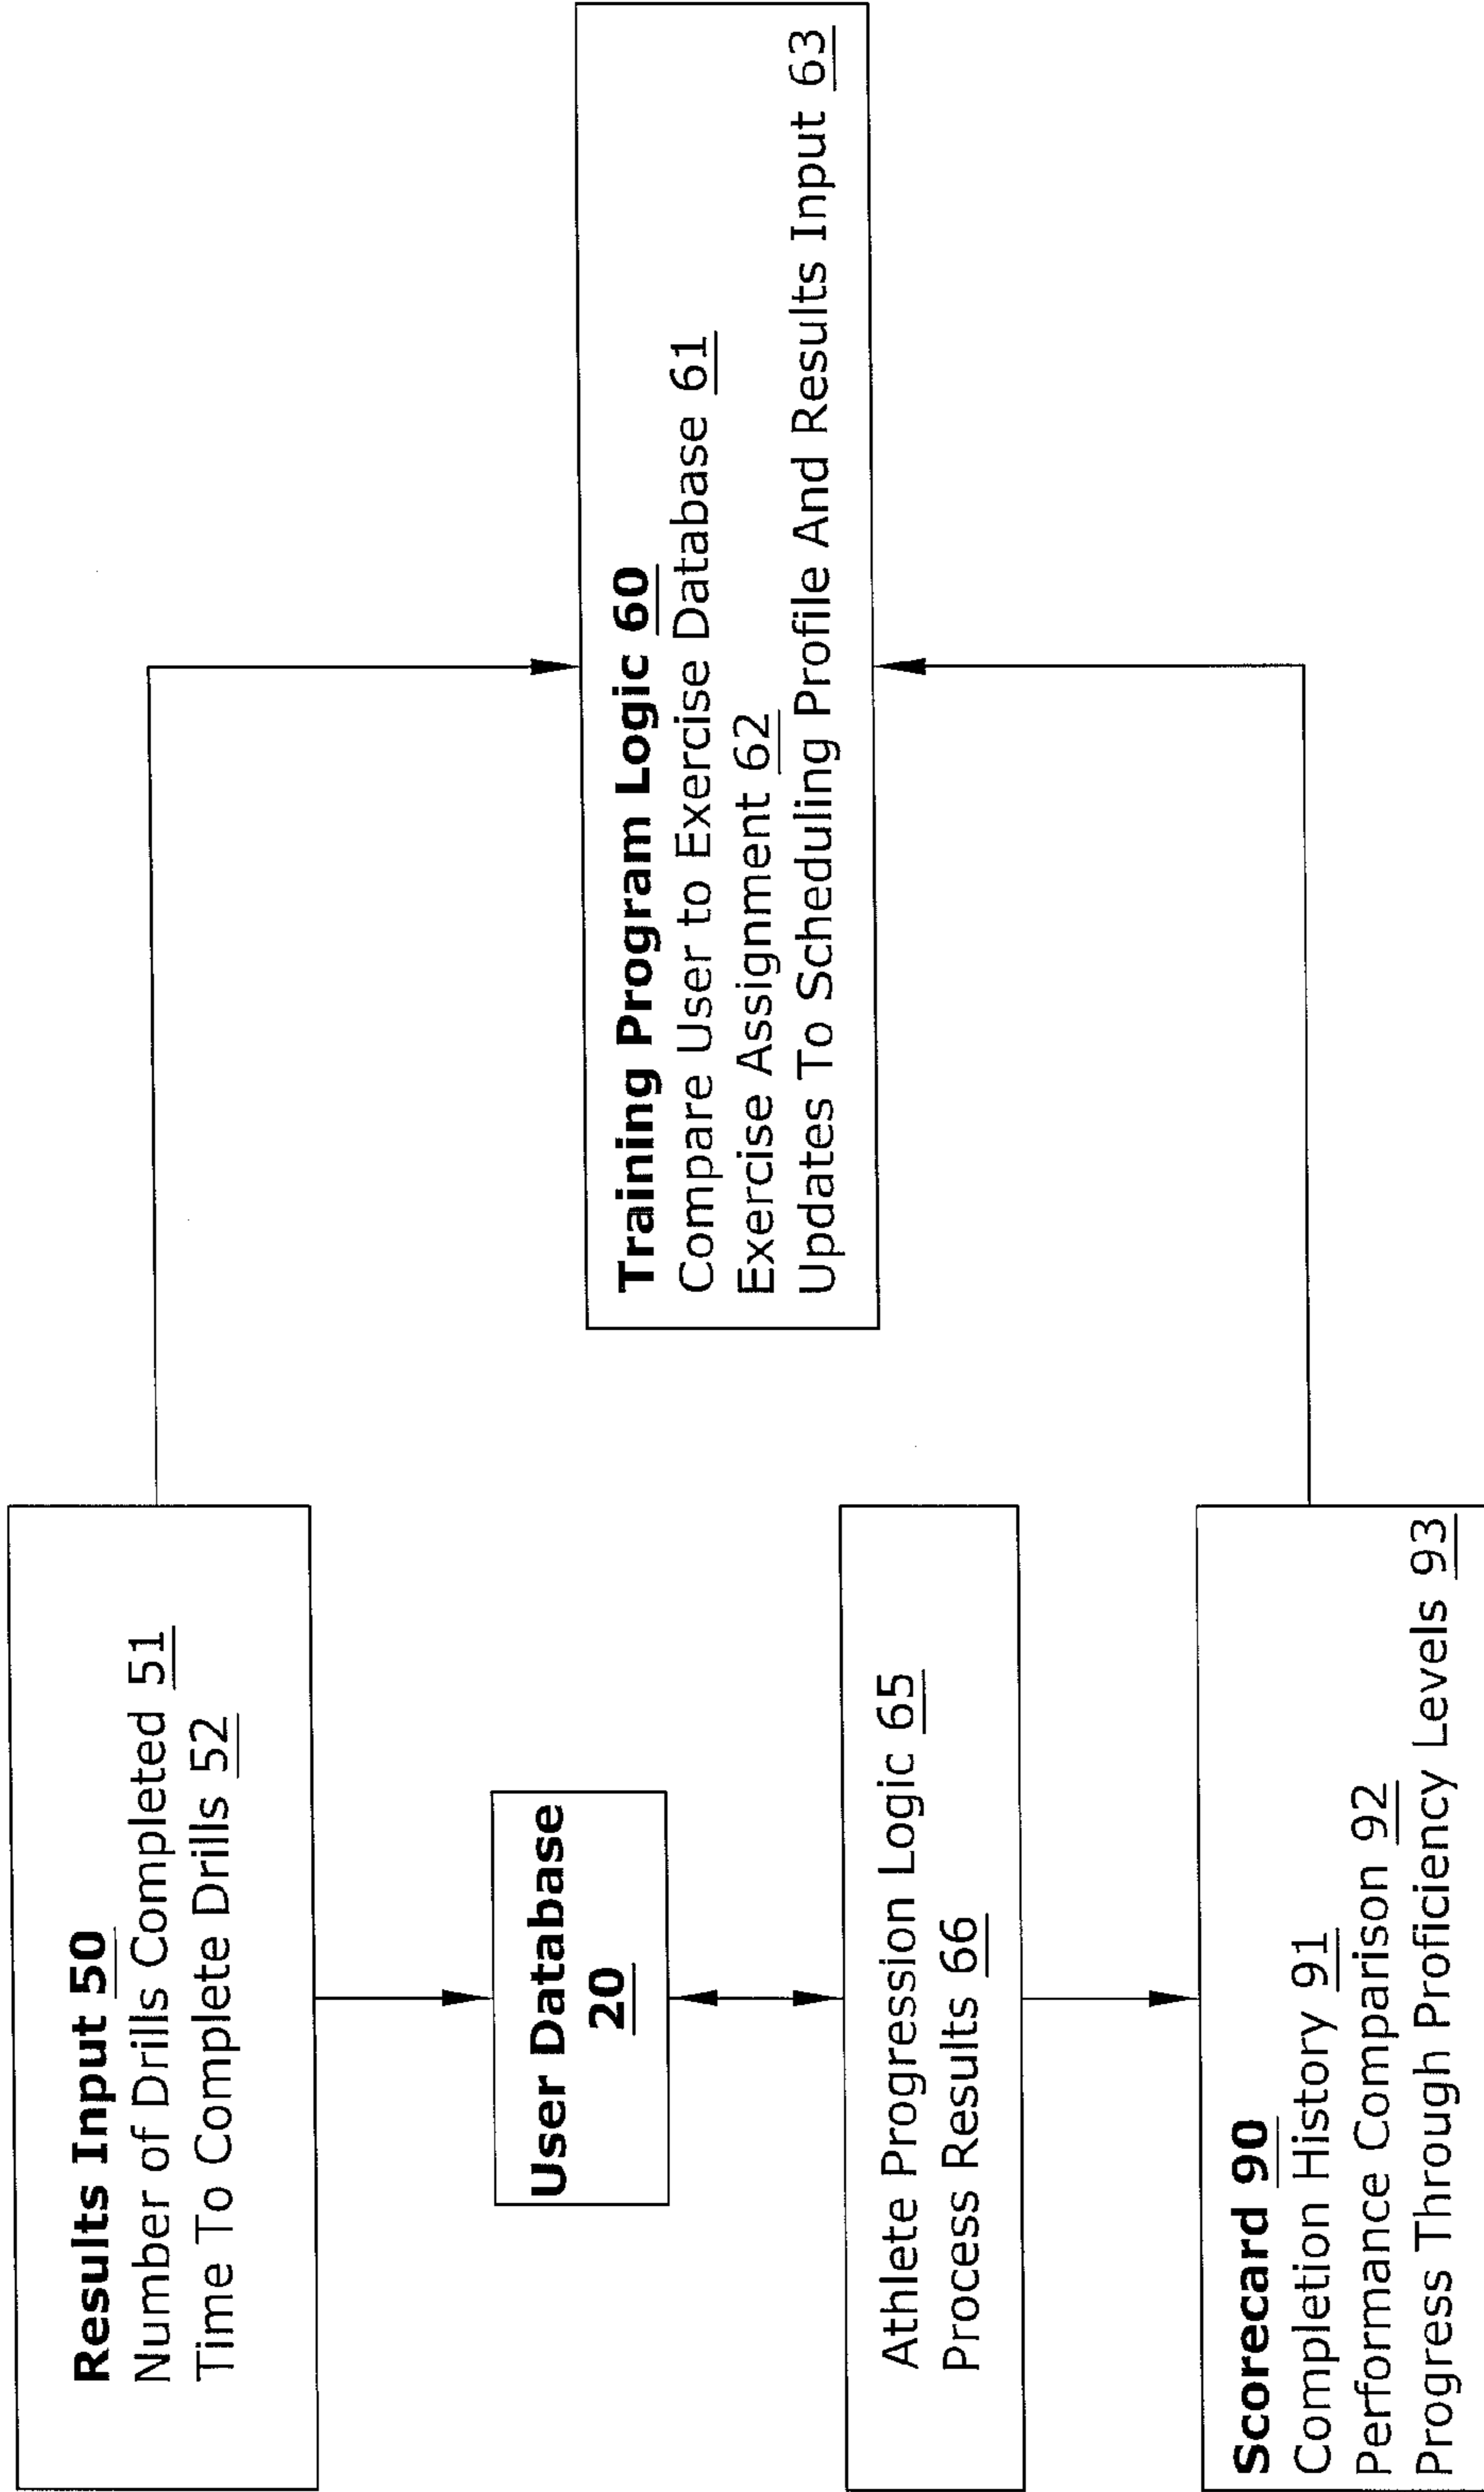 Results Input 50
Number of Drills Completed 51
Time To Complete Drills 52
User Database
20
Athlete Progression Logic 65
Process Results 66
Scorecard 90
Completion History 91
Performance Comparison 92
Progress Through Proficiency Levels 93
Training Program Logic 60
Compare User to Exercise Database 61
Exercise Assignment 62
Updates To Scheduling Profile And Results Input 63